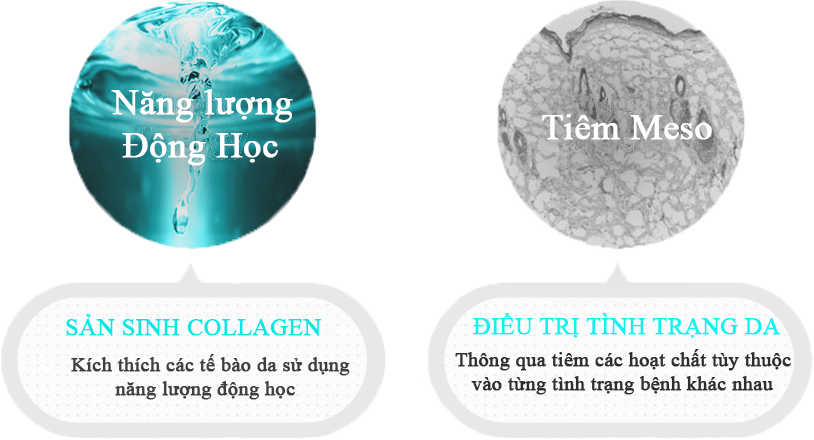 Năng lượng
Động Học
SẢN SINH COLLAGEN
Kích thích các tế bào da sử dụng
năng lượng động học
Tiêm Meso
ĐIỀU TRỊ TÌNH TRẠNG DA
Thông qua tiêm các hoạt chất tùy thuộc
vào từng tình trạng bệnh khác nhau